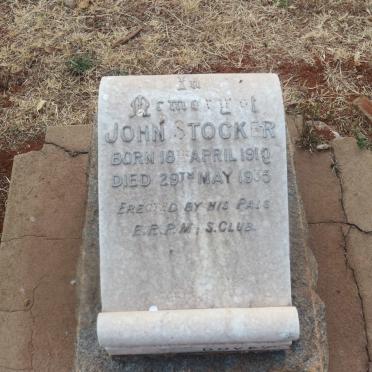 In
Memory of
JOHN STOCKER
BORN 18TH APRIL 1910
DIED 29TH MAY 1935
ERECTED BY HIS PALS
E.R.P.M. S. CLUB.